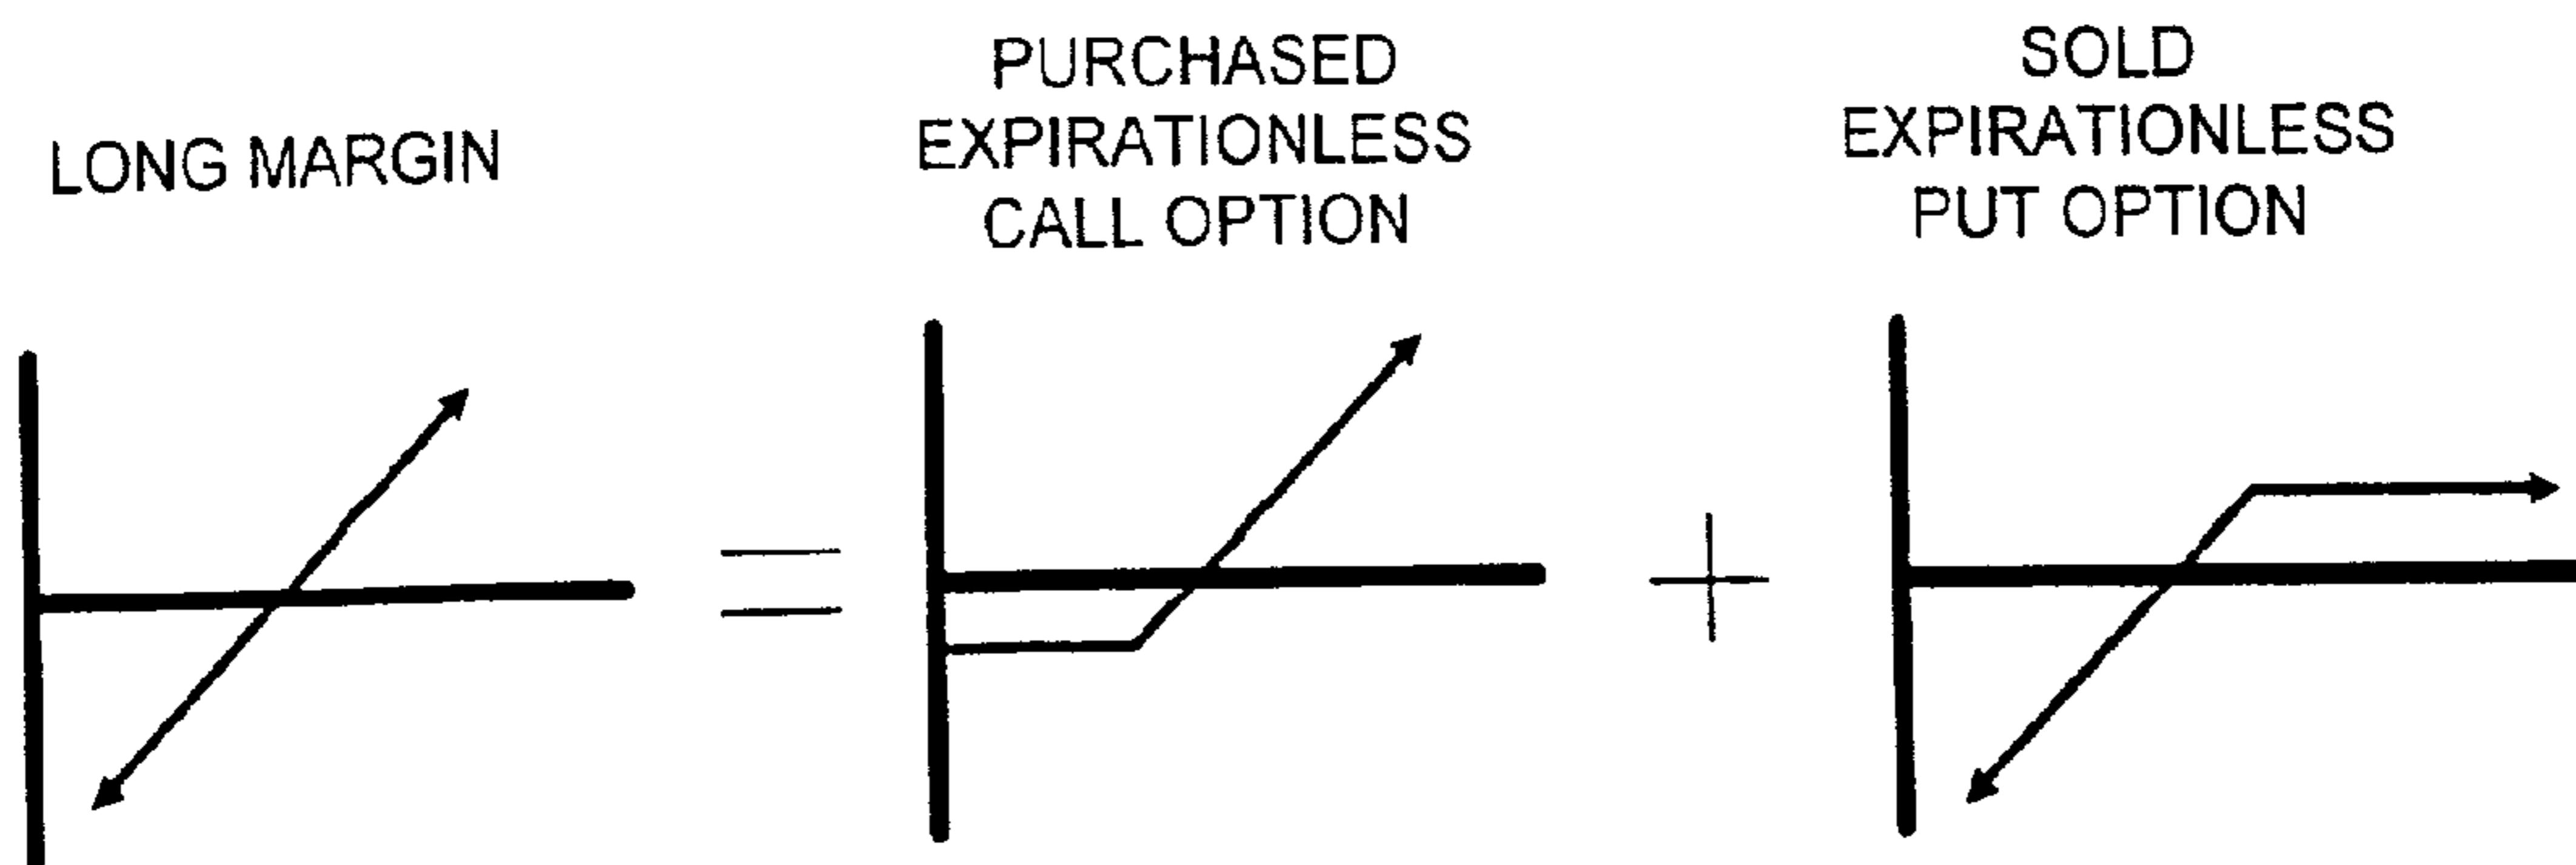 LONG MARGIN
PURCHASED
EXPIRATIONLESS
CALL OPTION
SOLD
EXPIRATIONLESS
PUT OPTION
=
+